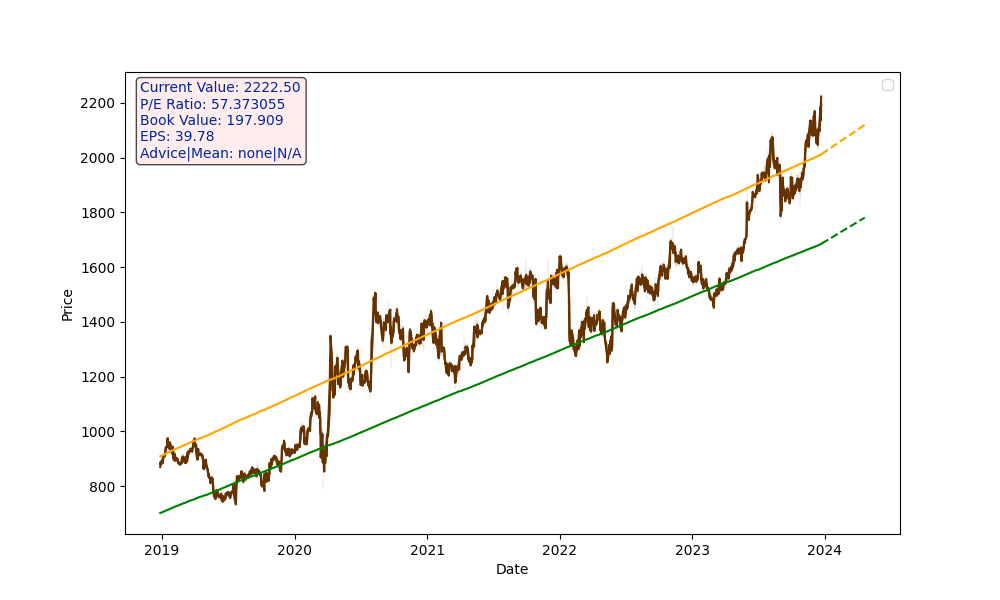 Current Value: 2222.50
P/E Ratio: 57.373055
Book Value: 197.909
EPS: 39.78
Advice|Mean: none|N/A
2200
2000
1800
1600
1400
1200
1000
800
Price
2019 2020 2021 2022 2023 2024
Date